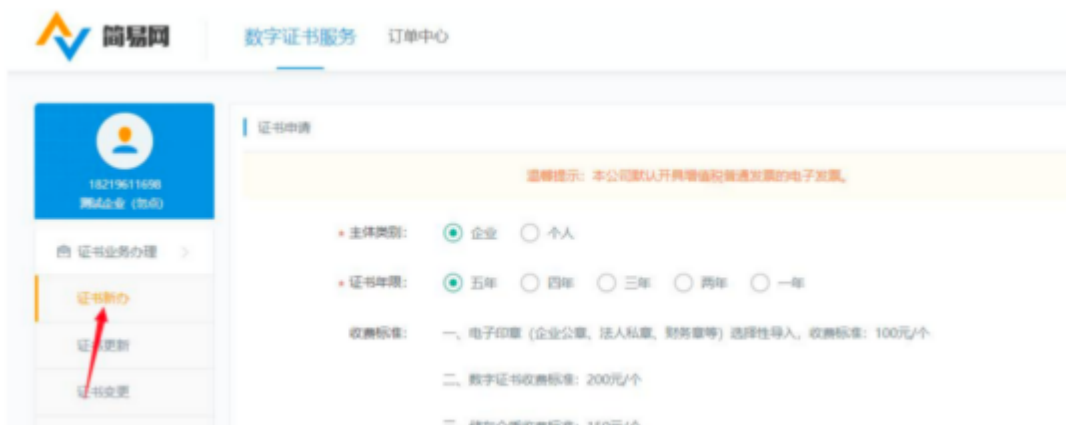 简易网
数字证书服务
订单中心
18219611698
测试企业（勿点）
证书业务办理
证书新办
证书更新
证书变更
证书申请
温馨提示：本公司默认开具增值税普通发票的电子发票。
主体类别： 企业 个人
证书年限： 五年 四年 三年 两年 一年
收费标准： 一、电子印章（企业公章、法人私章、财务章等）选择性导入，收费标准：100元/个
二、数字证书收费标准：200元/个